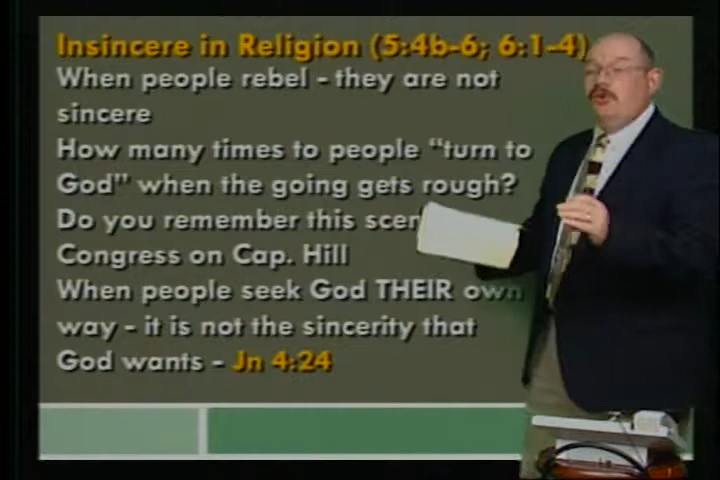 Insincere in Religion (5:4b-6; 6:1-4)
When people rebel - they are not
sincere
How many times to people "turn to
God" when the going gets rough?
Do you remember this
Congress on Cap. Hill
When people seek God THEIR own
way - it is not the sincerity that
God wants - Jn 4:24